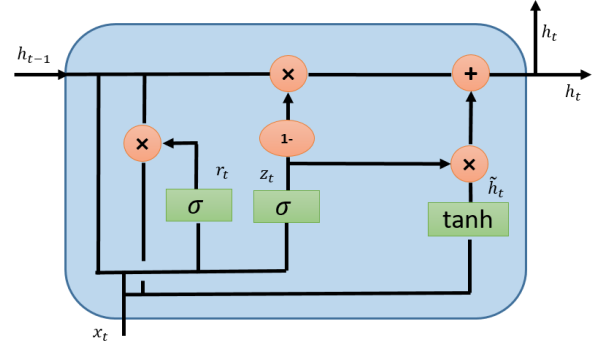 h_t
h_{t-1}
×
+
h_t
×
1-
×
r_t
z_t
h̃_t
σ
σ
tanh
x_t